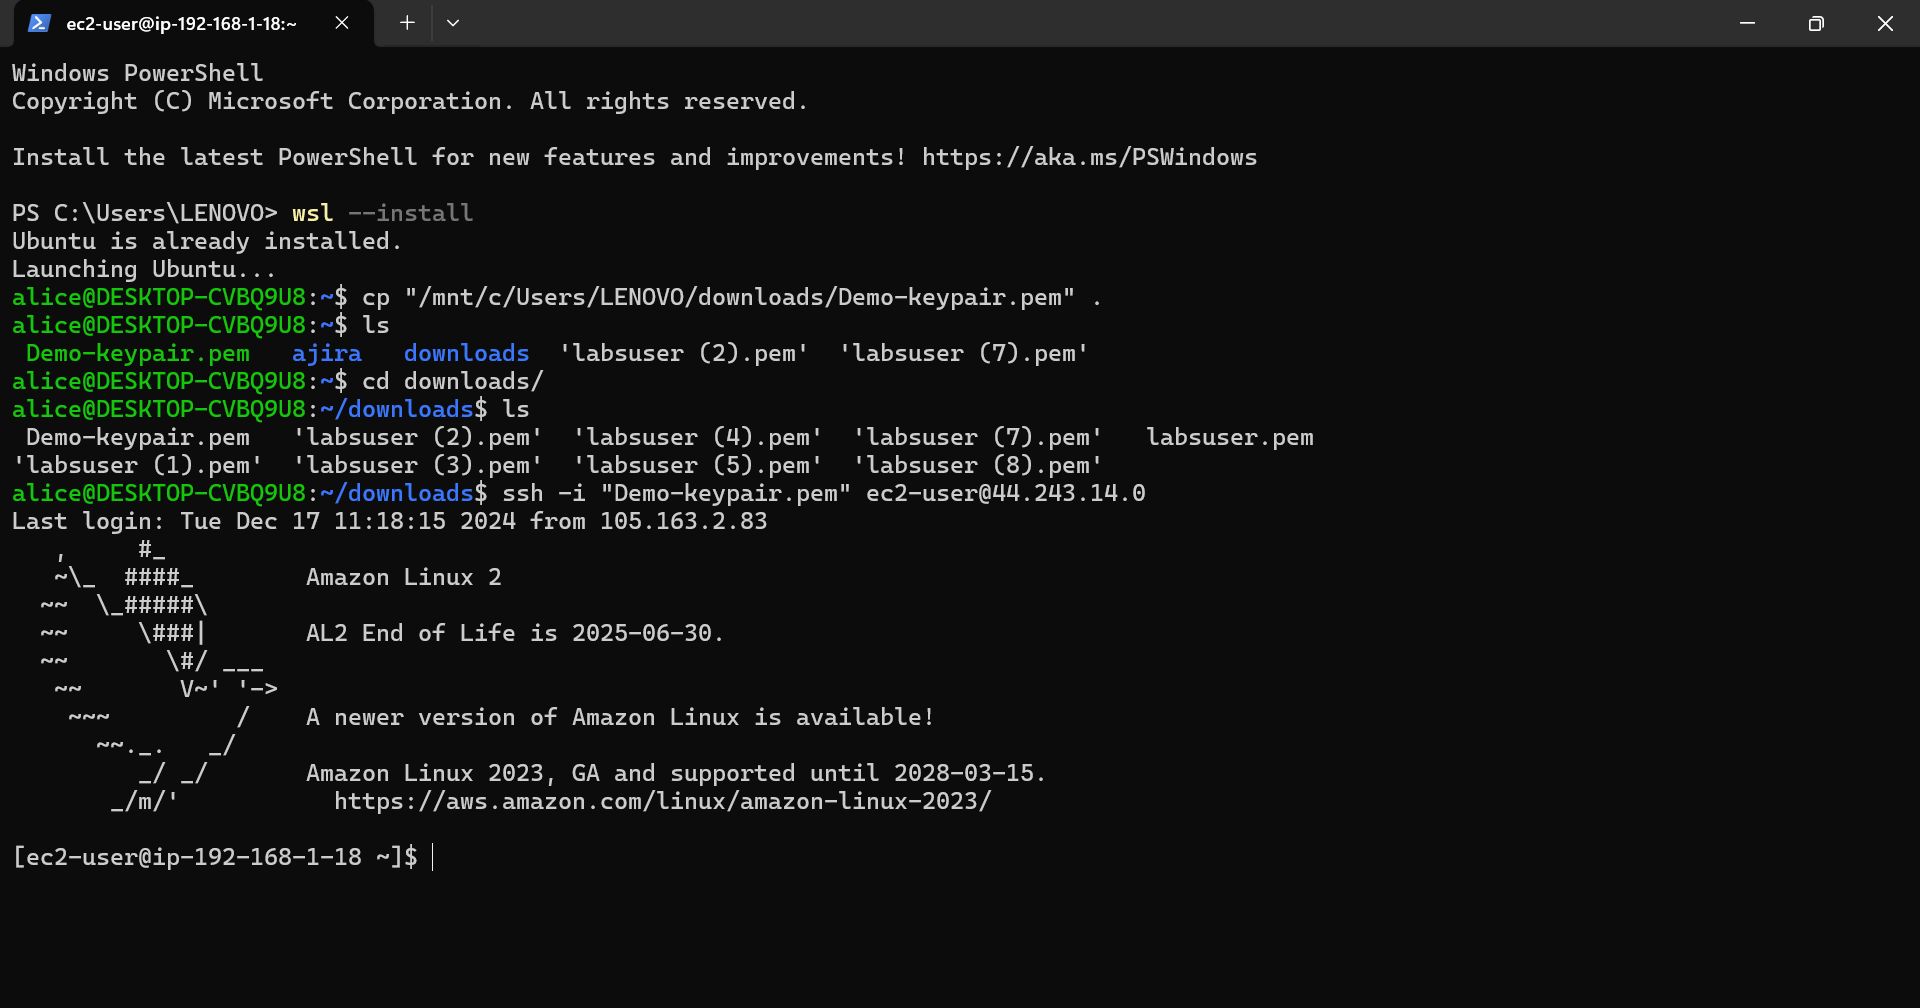 ec2-user@ip-192-168-1-18:~
Windows PowerShell
Copyright (C) Microsoft Corporation. All rights reserved.
Install the latest PowerShell for new features and improvements! https://aka.ms/PSWindows
PS C:\Users\LENOVO> wsl --install
Ubuntu is already installed.
Launching Ubuntu...
alice@DESKTOP-CVBQ9U8:~$ cp "/mnt/c/Users/LENOVO/downloads/Demo-keypair.pem" .
alice@DESKTOP-CVBQ9U8:~$ ls
 Demo-keypair.pem   ajira   downloads  'labsuser (2).pem'  'labsuser (7).pem'
alice@DESKTOP-CVBQ9U8:~$ cd downloads/
alice@DESKTOP-CVBQ9U8:~/downloads$ ls
 Demo-keypair.pem   'labsuser (2).pem'  'labsuser (4).pem'  'labsuser (7).pem'   labsuser.pem
'labsuser (1).pem'  'labsuser (3).pem'  'labsuser (5).pem'  'labsuser (8).pem'
alice@DESKTOP-CVBQ9U8:~/downloads$ ssh -i "Demo-keypair.pem" ec2-user@44.243.14.0
Last login: Tue Dec 17 11:18:15 2024 from 105.163.2.83
   ,     #_
   ~\_  ####_        Amazon Linux 2
  ~~  \_#####\
  ~~     \###|       AL2 End of Life is 2025-06-30.
  ~~       \#/ ___
   ~~       V~' '->
    ~~~         /    A newer version of Amazon Linux is available!
      ~~._.   _/
         _/ _/       Amazon Linux 2023, GA and supported until 2028-03-15.
       _/m/'           https://aws.amazon.com/linux/amazon-linux-2023/
[ec2-user@ip-192-168-1-18 ~]$